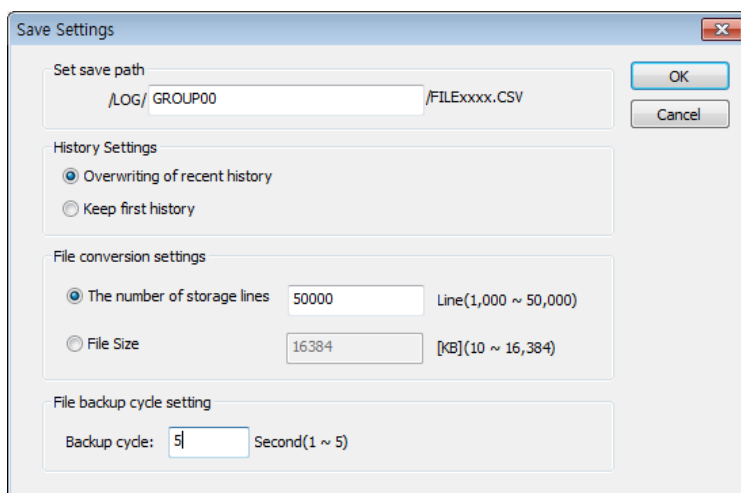 Save Settings
Set save path
/LOG/ GROUP00 /FILExxxx.CSV
OK
Cancel
History Settings
Overwriting of recent history
Keep first history
File conversion settings
The number of storage lines 50000 Line(1,000 ~ 50,000)
File Size 16384 [KB](10 ~ 16,384)
File backup cycle setting
Backup cycle: 5 Second(1 ~ 5)